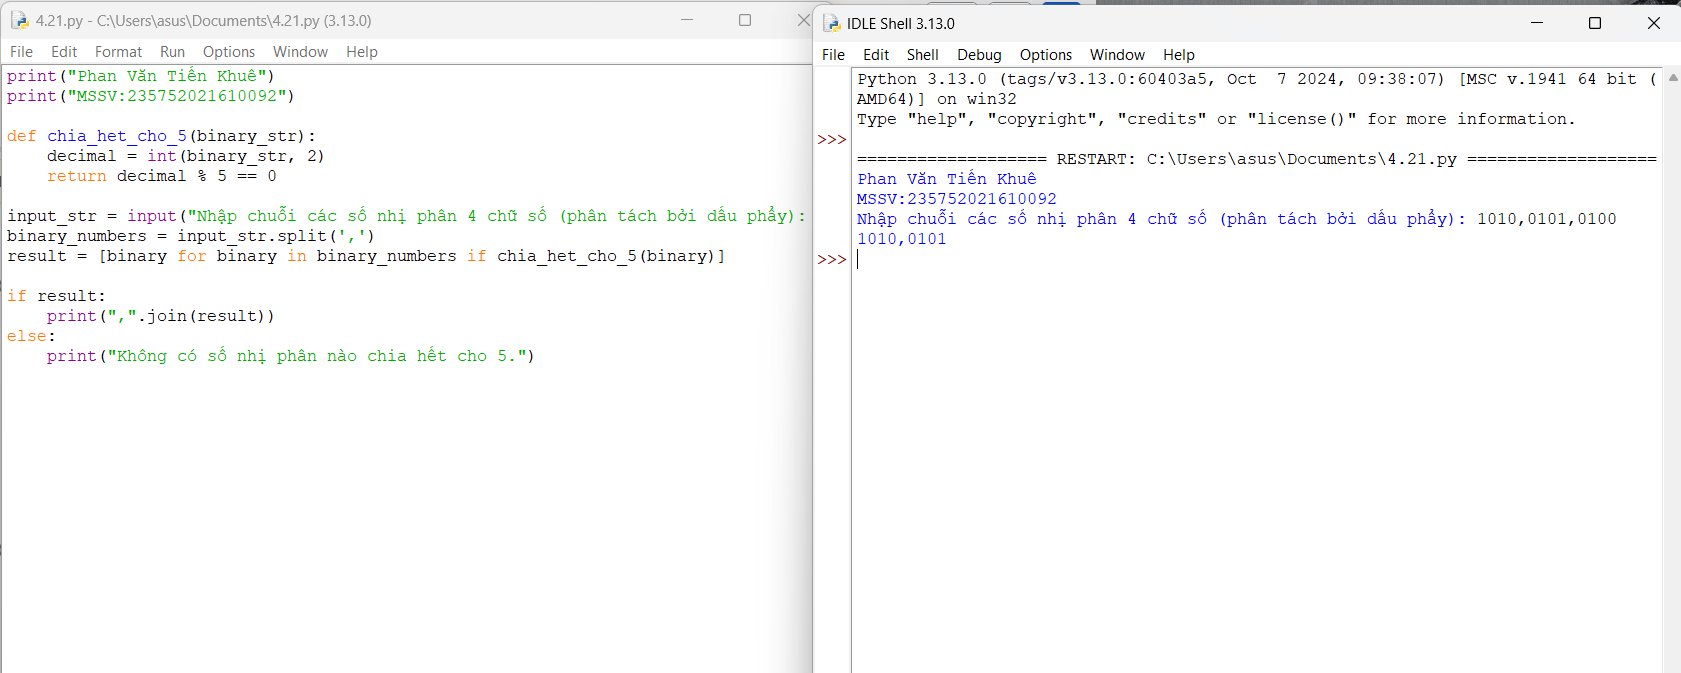 4.21.py - C:\Users\asus\Documents\4.21.py (3.13.0)
File Edit Format Run Options Window Help
print("Phan Văn Tiến Khuê")
print("MSSV:235752021610092")
def chia_het_cho_5(binary_str):
    decimal = int(binary_str, 2)
    return decimal % 5 == 0
input_str = input("Nhập chuỗi các số nhị phân 4 chữ số (phân tách bởi dấu phẩy):
binary_numbers = input_str.split(',')
result = [binary for binary in binary_numbers if chia_het_cho_5(binary)]
if result:
    print(",".join(result))
else:
    print("Không có số nhị phân nào chia hết cho 5.")
IDLE Shell 3.13.0
File Edit Shell Debug Options Window Help
Python 3.13.0 (tags/v3.13.0:60403a5, Oct  7 2024, 09:38:07) [MSC v.1941 64 bit (
AMD64)] on win32
Type "help", "copyright", "credits" or "license()" for more information.
>>>
=================== RESTART: C:\Users\asus\Documents\4.21.py ===================
Phan Văn Tiến Khuê
MSSV:235752021610092
Nhập chuỗi các số nhị phân 4 chữ số (phân tách bởi dấu phẩy): 1010,0101,0100
1010,0101
>>>